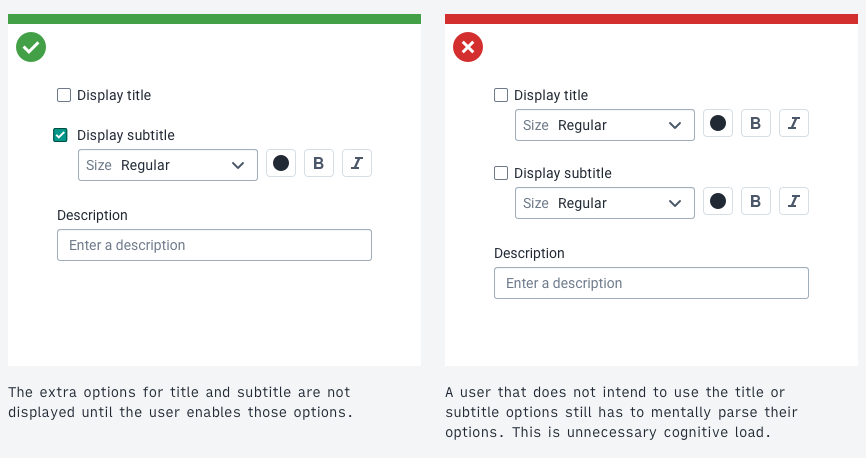 Display title
Display subtitle
Size Regular B I
Description
Enter a description
The extra options for title and subtitle are not
displayed until the user enables those options.
Display title
Size Regular B I
Display subtitle
Size Regular B I
Description
Enter a description
A user that does not intend to use the title or
subtitle options still has to mentally parse their
options. This is unnecessary cognitive load.